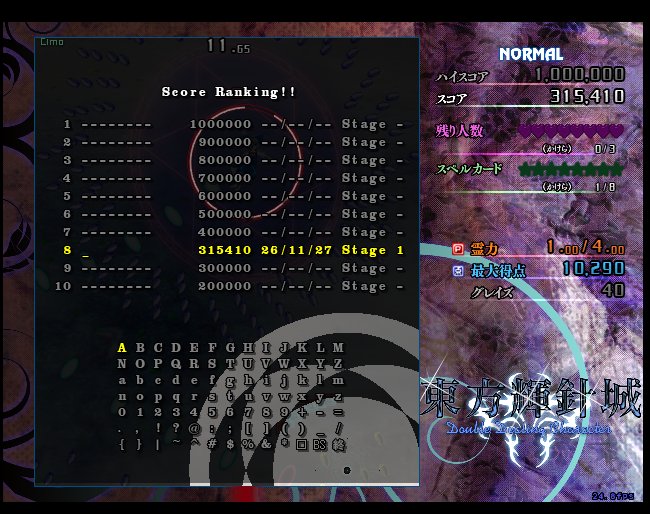 Cimo
11.65
Score Ranking!!
1 -------- 1000000 --/--/-- Stage -
2 -------- 900000 --/--/-- Stage -
3 -------- 800000 --/--/-- Stage -
4 -------- 700000 --/--/-- Stage -
5 -------- 600000 --/--/-- Stage -
6 -------- 500000 --/--/-- Stage -
7 -------- 400000 --/--/-- Stage -
8 _ 315410 26/11/27 Stage 1
9 -------- 300000 --/--/-- Stage -
10 -------- 200000 --/--/-- Stage -
A B C D E F G H I J K L M
N O P Q R S T U V W X Y Z
a b c d e f g h i j k l m
n o p q r s t u v w x y z
0 1 2 3 4 5 6 7 8 9 + - =
. , ! ? @ : ; [ ] ( ) _ /
{ } | ~ ^ # $ % & * □ BS 終
NORMAL
ハイスコア 1,000,000
スコア 315,410
残り人数
(かけら) 0/3
スペルカード
(かけら) 1/8
P 霊力 1.00/4.00
点 最大得点 10,290
グレイズ 40
東方輝針城
Double Dealing Character
24.8fps